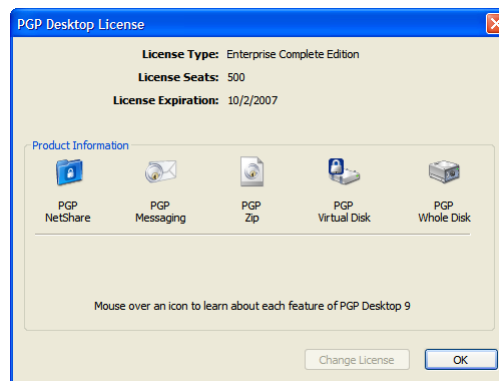 PGP Desktop License
License Type: Enterprise Complete Edition
License Seats: 500
License Expiration: 10/2/2007
Product Information
PGP NetShare
PGP Messaging
PGP Zip
PGP Virtual Disk
PGP Whole Disk
Mouse over an icon to learn about each feature of PGP Desktop 9
Change License
OK